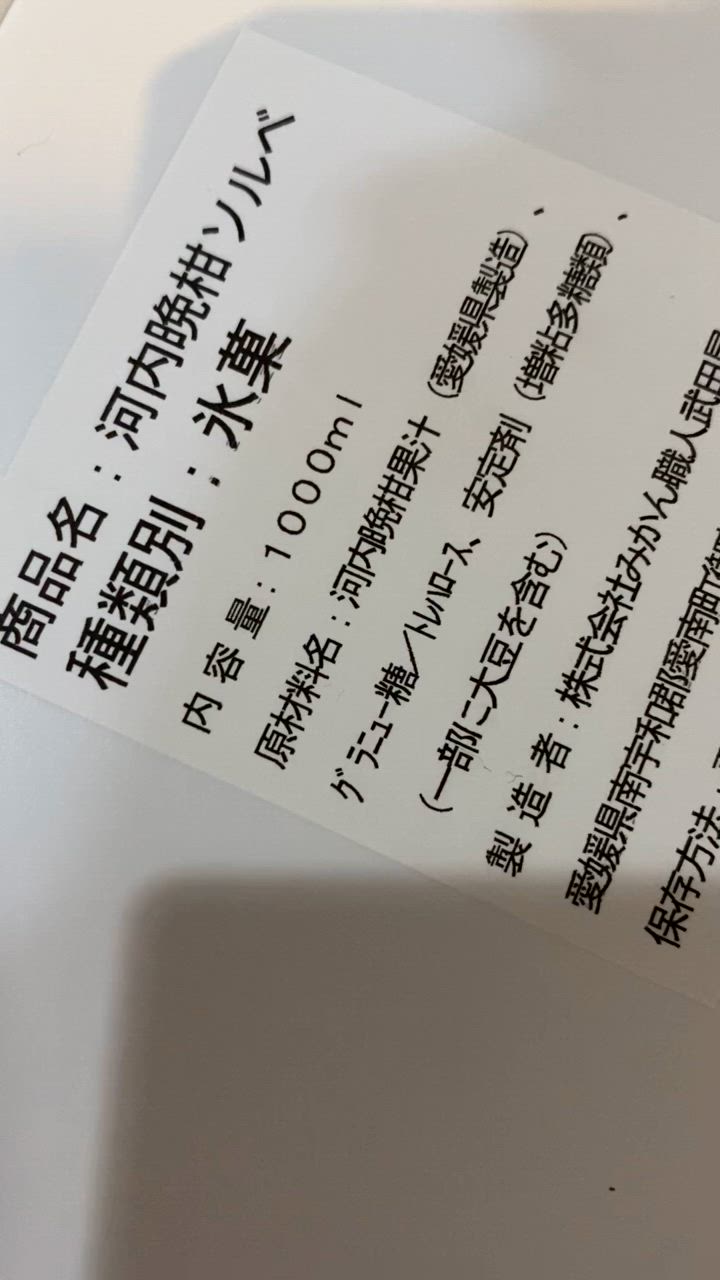 商品名：河内晩柑ソルベ
種類別：氷菓
内容量：1000ml
原材料名：河内晩柑果汁（愛媛県製造）、
グラニュー糖／トレハロース、安定剤（増粘多糖類）、
（一部に大豆を含む）
製造者：株式会社みかん職人武田屋
愛媛県南宇和郡愛南町御
保存方法